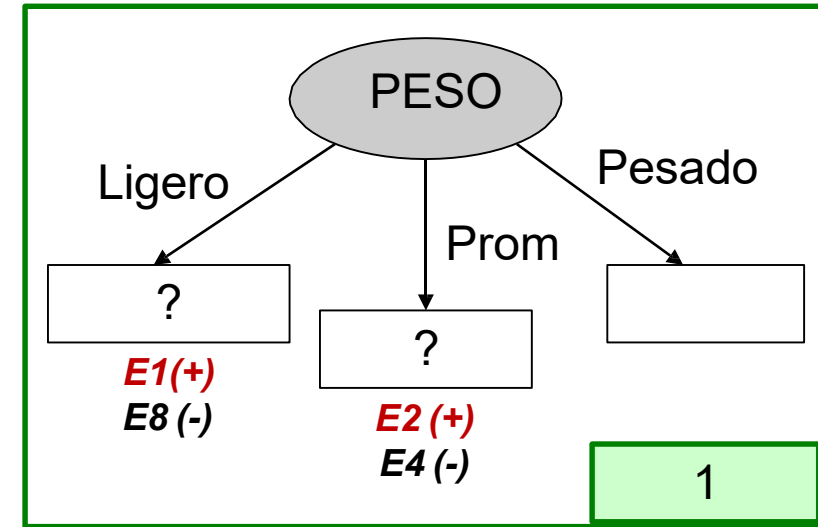 PESO
Ligero
Prom
Pesado
?
E1(+)
E8 (-)
?
E2 (+)
E4 (-)
1